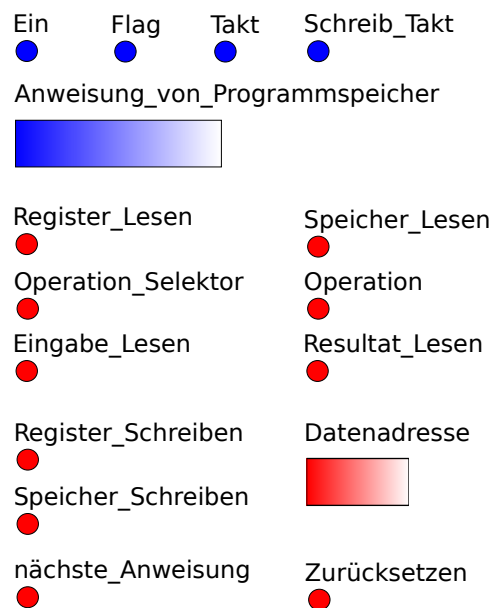 Ein Flag Takt Schreib_Takt
Anweisung_von_Programmspeicher
Register_Lesen Speicher_Lesen
Operation_Selektor Operation
Eingabe_Lesen Resultat_Lesen
Register_Schreiben Datenadresse
Speicher_Schreiben
nächste_Anweisung Zurücksetzen